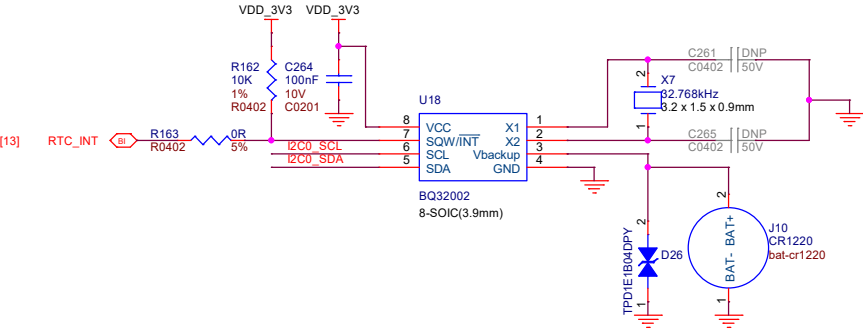 VDD_3V3
VDD_3V3
R162
10K
1%
R0402
C264
100nF
10V
C0201
[13]
RTC_INT
BI
R163
R0402
0R
5%
I2C0_SCL
I2C0_SDA
U18
8
7
6
5
VCC
SQW/INT
SCL
SDA
X1
X2
Vbackup
GND
1
2
3
4
BQ32002
8-SOIC(3.9mm)
C261
C0402
DNP
50V
2
X7
32.768kHz
3.2 x 1.5 x 0.9mm
1
C265
C0402
DNP
50V
TPD1E1B04DPY
2
D26
1
2
BAT- BAT+
1
J10
CR1220
bat-cr1220